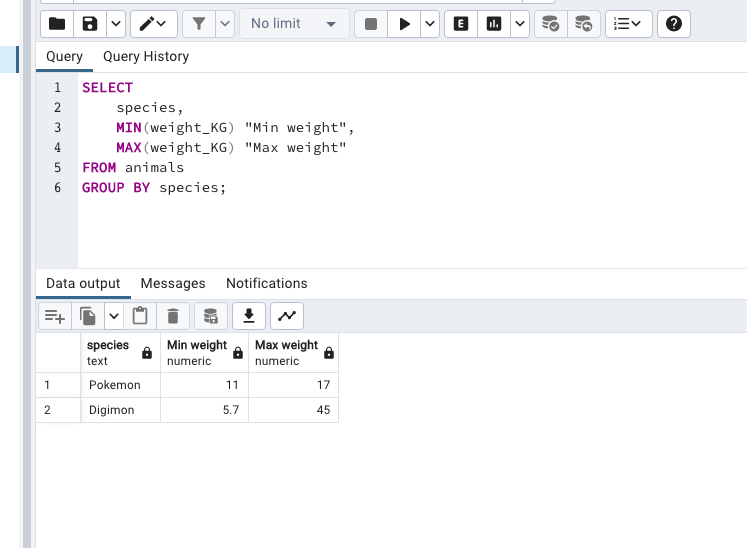 No limit
E
Query Query History
1 SELECT
2 species,
3 MIN(weight_KG) "Min weight",
4 MAX(weight_KG) "Max weight"
5 FROM animals
6 GROUP BY species;
Data output Messages Notifications
species Min weight Max weight
text numeric numeric
1 Pokemon 11 17
2 Digimon 5.7 45